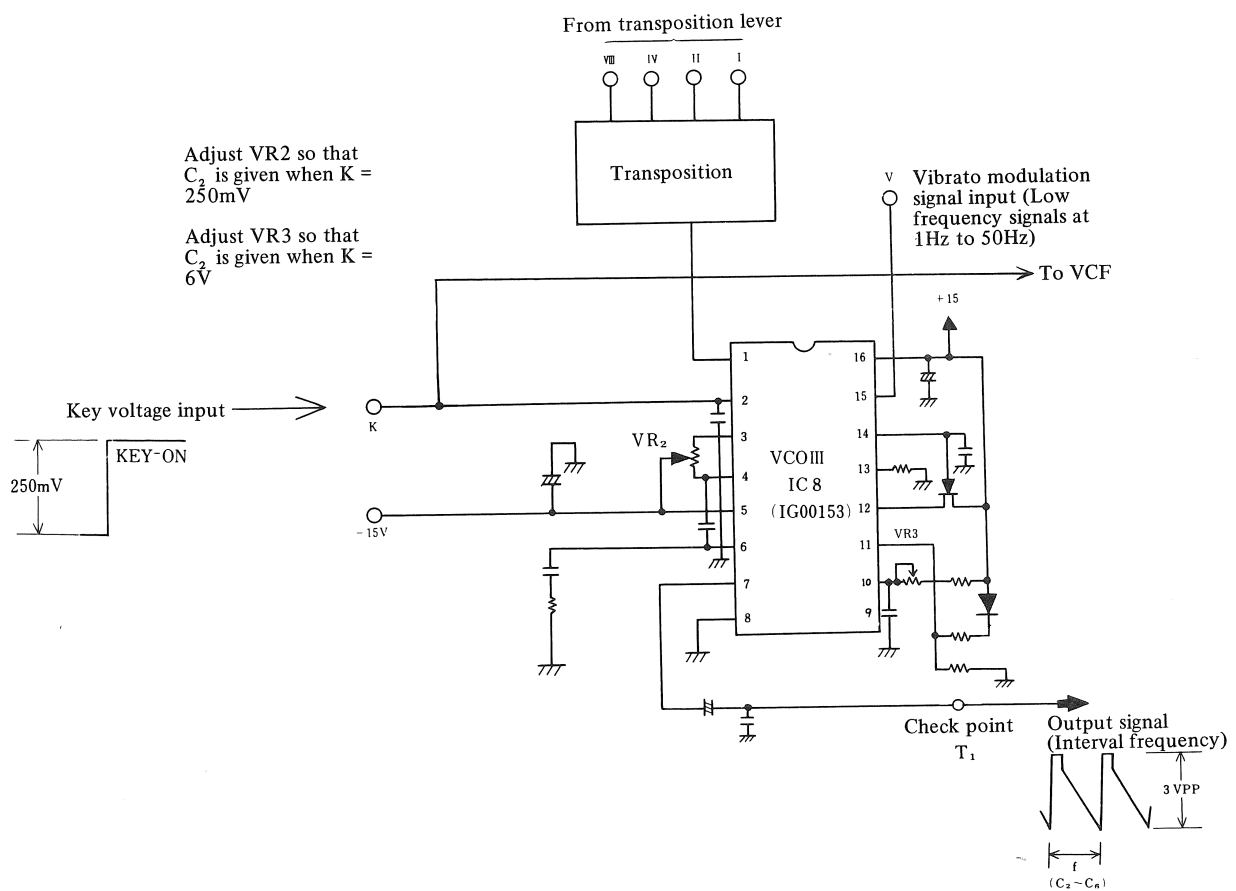 From transposition lever
VIII IV II I
Transposition
Adjust VR2 so that
C₂ is given when K =
250mV
Adjust VR3 so that
C₂ is given when K =
6V
V
Vibrato modulation
signal input (Low
frequency signals at
1Hz to 50Hz)
To VCF
+15
Key voltage input
K
KEY-ON
250mV
-15V
VR₂
1
2
3
4
5
6
7
8
VCOIII
IC 8
(IG00153)
16
15
14
13
12
11
10
9
VR3
Check point
T₁
Output signal
(Interval frequency)
3 VPP
f
(C₂~C₆)